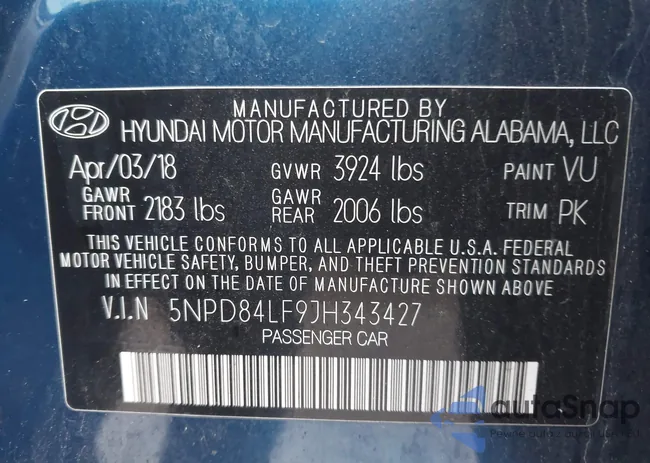 MANUFACTURED BY
HYUNDAI MOTOR MANUFACTURING ALABAMA, LLC
Apr/03/18 GVWR 3924 lbs PAINT VU
GAWR FRONT 2183 lbs GAWR REAR 2006 lbs TRIM PK
THIS VEHICLE CONFORMS TO ALL APPLICABLE U.S.A. FEDERAL
MOTOR VEHICLE SAFETY, BUMPER, AND THEFT PREVENTION STANDARDS
IN EFFECT ON THE DATE OF MANUFACTURE SHOWN ABOVE
V.I.N 5NPD84LF9JH343427
PASSENGER CAR
autoSnap